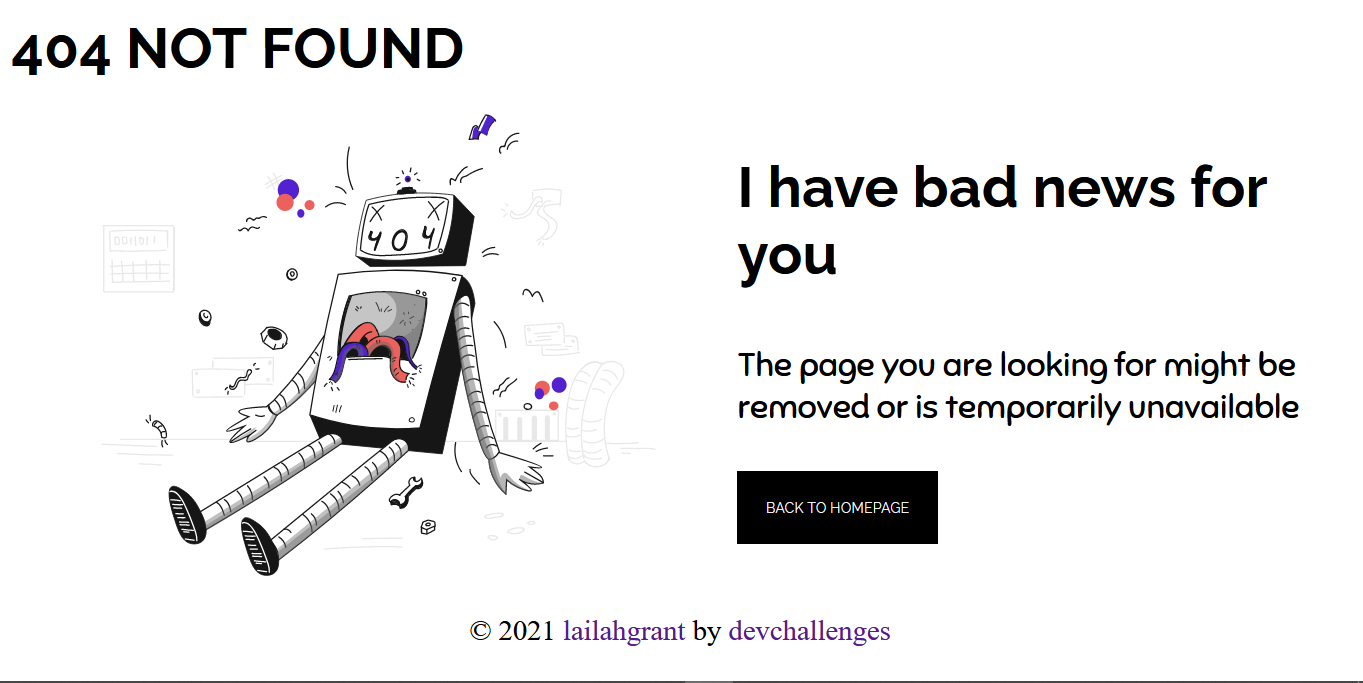 404 NOT FOUND
404
00110111
I have bad news for
you
The page you are looking for might be
removed or is temporarily unavailable
BACK TO HOMEPAGE
© 2021 lailahgrant by devchallenges